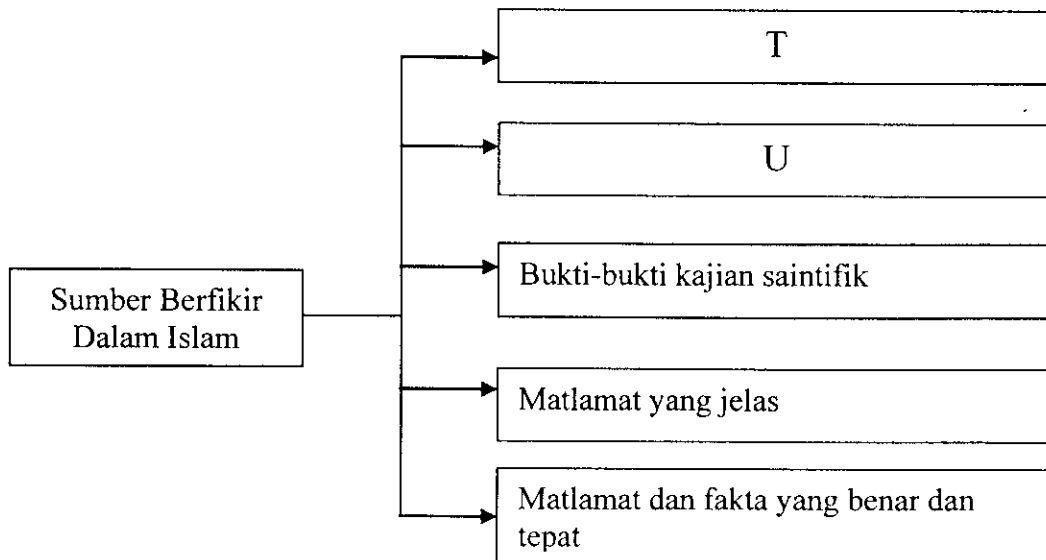 T
U
Bukti-bukti kajian saintifik
Sumber Berfikir
Dalam Islam
Matlamat yang jelas
Matlamat dan fakta yang benar dan
tepat